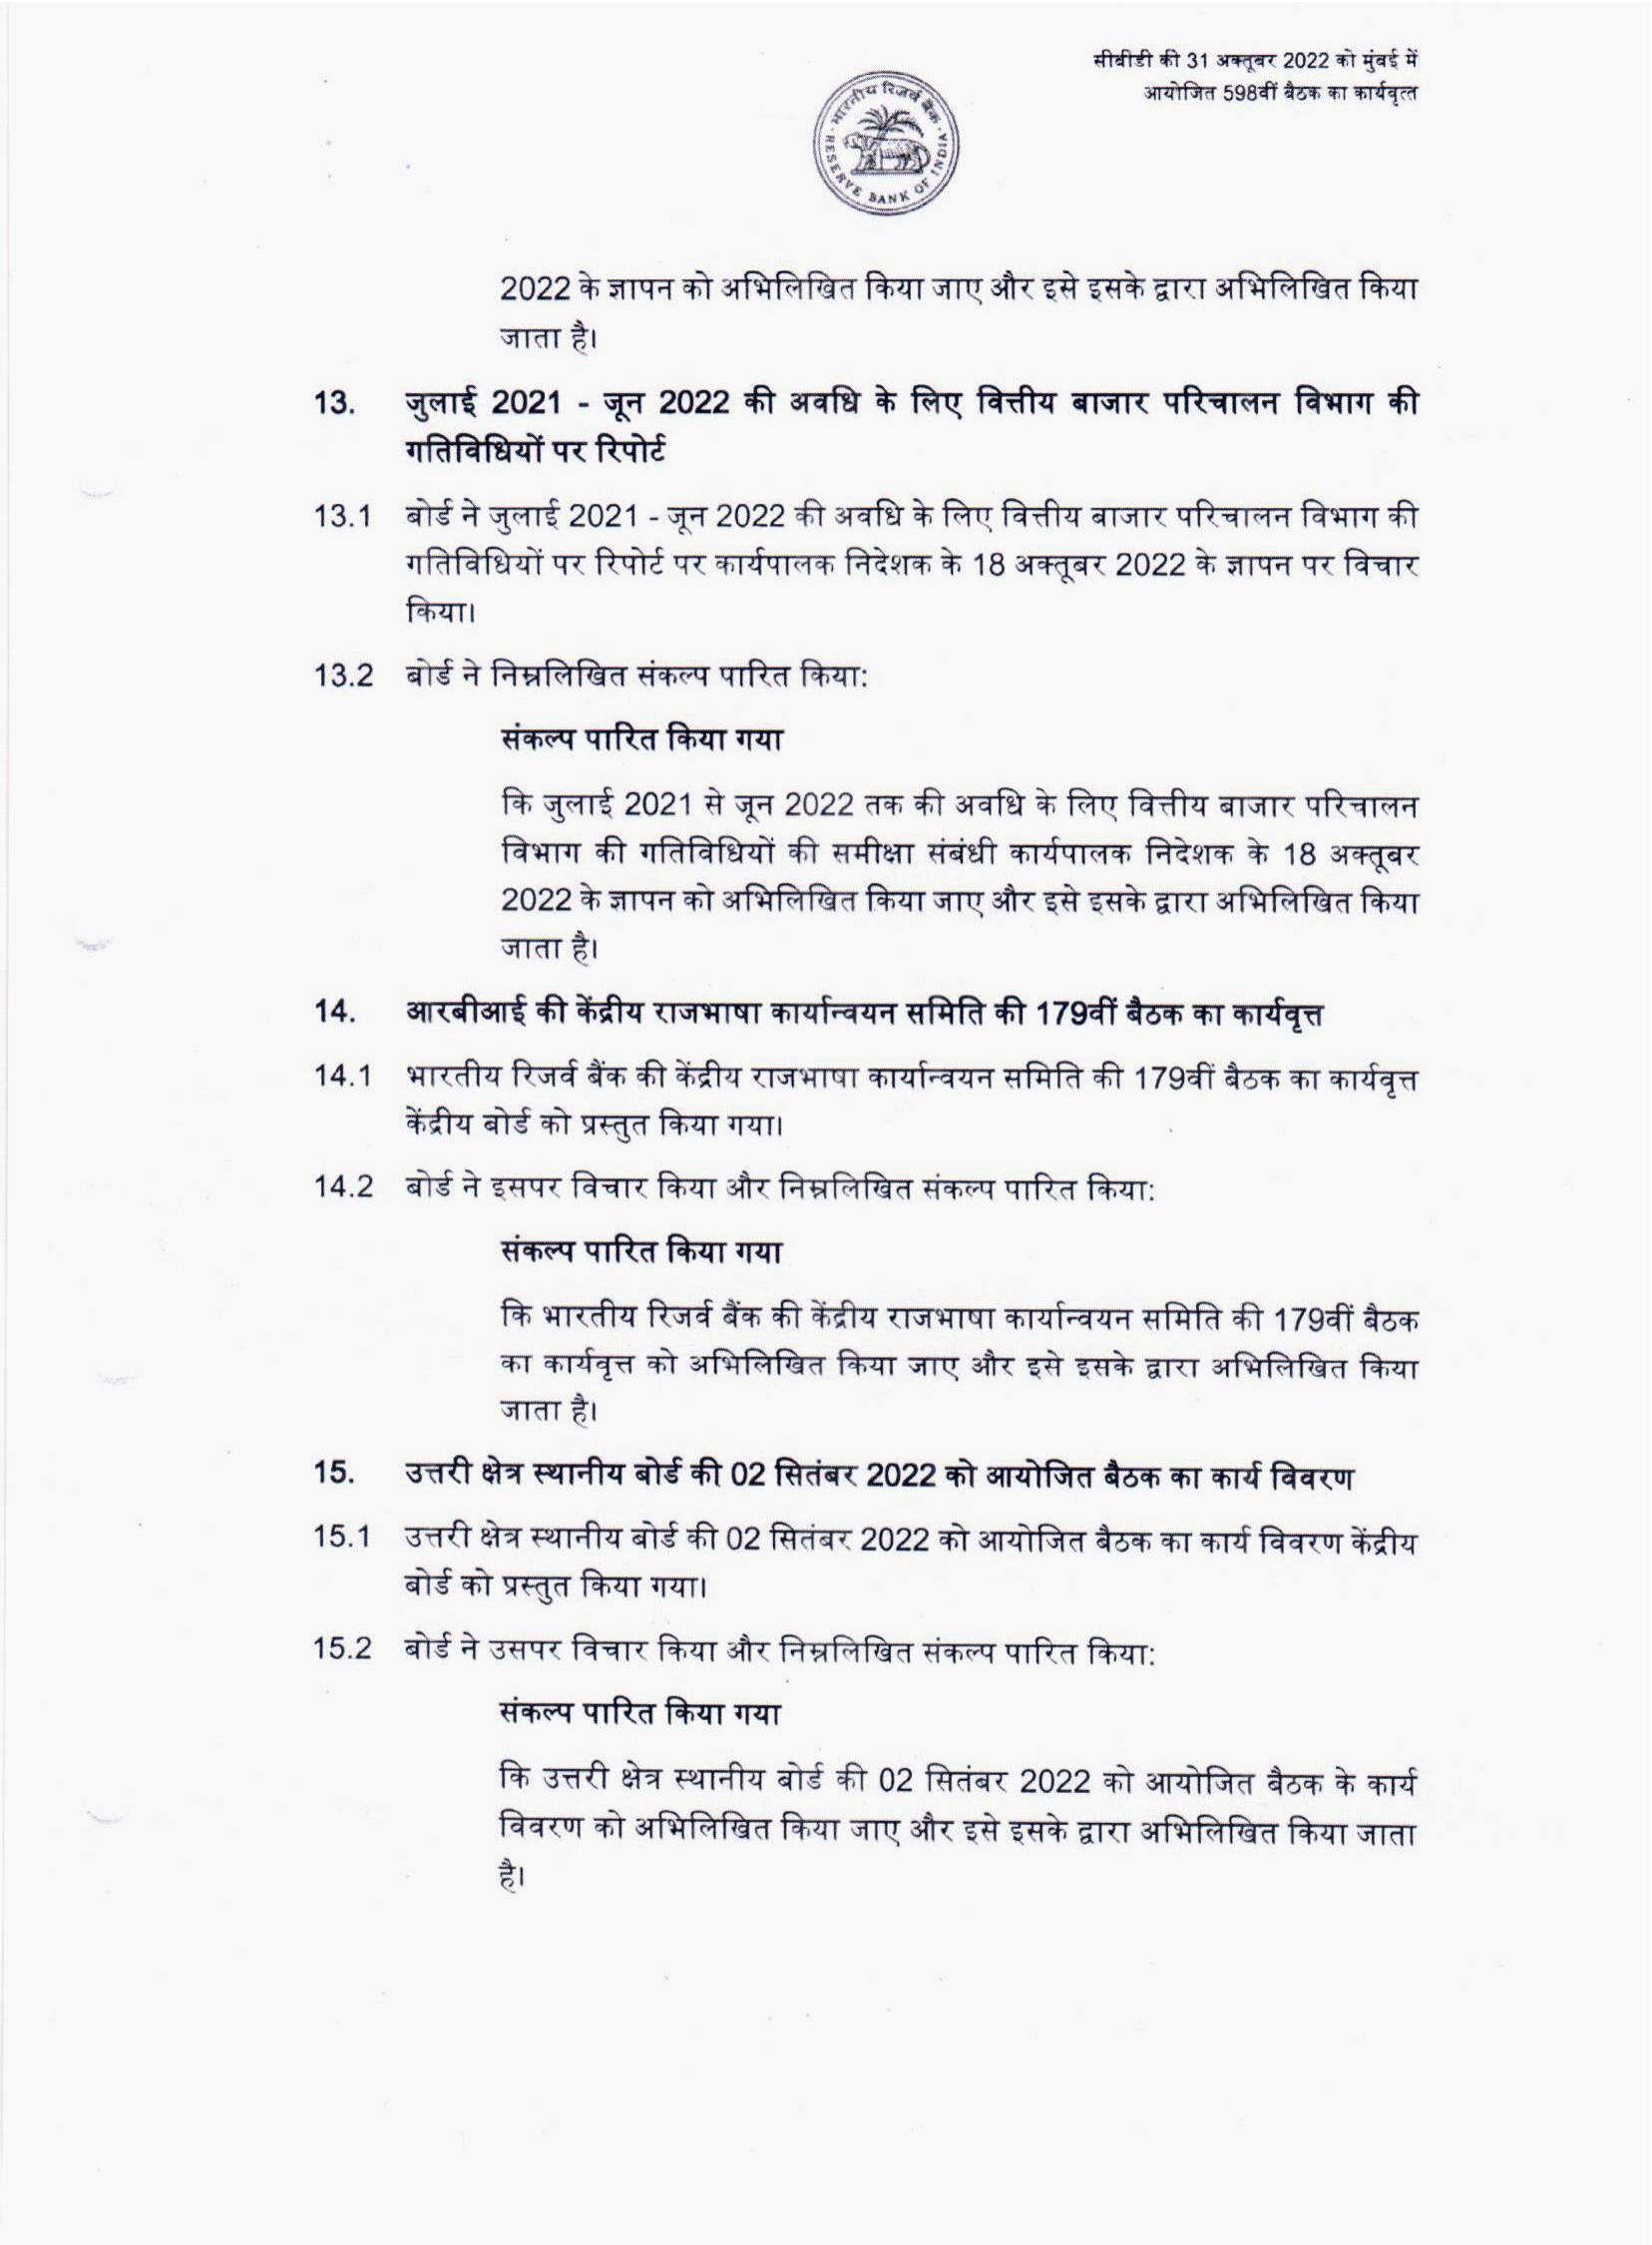 सीबीडी की 31 अक्तूबर 2022 को मुंबई में
आयोजित 598वीं बैठक का कार्यवृत्त
भारतीय रिजर्व बैंक
RESERVE BANK OF INDIA
2022 के ज्ञापन को अभिलिखित किया जाए और इसे इसके द्वारा अभिलिखित किया
जाता है।
13. जुलाई 2021 - जून 2022 की अवधि के लिए वित्तीय बाजार परिचालन विभाग की
गतिविधियों पर रिपोर्ट
13.1 बोर्ड ने जुलाई 2021 - जून 2022 की अवधि के लिए वित्तीय बाजार परिचालन विभाग की
गतिविधियों पर रिपोर्ट पर कार्यपालक निदेशक के 18 अक्तूबर 2022 के ज्ञापन पर विचार
किया।
13.2 बोर्ड ने निम्नलिखित संकल्प पारित किया:
संकल्प पारित किया गया
कि जुलाई 2021 से जून 2022 तक की अवधि के लिए वित्तीय बाजार परिचालन
विभाग की गतिविधियों की समीक्षा संबंधी कार्यपालक निदेशक के 18 अक्तूबर
2022 के ज्ञापन को अभिलिखित किया जाए और इसे इसके द्वारा अभिलिखित किया
जाता है।
14. आरबीआई की केंद्रीय राजभाषा कार्यान्वयन समिति की 179वीं बैठक का कार्यवृत्त
14.1 भारतीय रिजर्व बैंक की केंद्रीय राजभाषा कार्यान्वयन समिति की 179वीं बैठक का कार्यवृत्त
केंद्रीय बोर्ड को प्रस्तुत किया गया।
14.2 बोर्ड ने इसपर विचार किया और निम्नलिखित संकल्प पारित किया:
संकल्प पारित किया गया
कि भारतीय रिजर्व बैंक की केंद्रीय राजभाषा कार्यान्वयन समिति की 179वीं बैठक
का कार्यवृत्त को अभिलिखित किया जाए और इसे इसके द्वारा अभिलिखित किया
जाता है।
15. उत्तरी क्षेत्र स्थानीय बोर्ड की 02 सितंबर 2022 को आयोजित बैठक का कार्य विवरण
15.1 उत्तरी क्षेत्र स्थानीय बोर्ड की 02 सितंबर 2022 को आयोजित बैठक का कार्य विवरण केंद्रीय
बोर्ड को प्रस्तुत किया गया।
15.2 बोर्ड ने उसपर विचार किया और निम्नलिखित संकल्प पारित किया:
संकल्प पारित किया गया
कि उत्तरी क्षेत्र स्थानीय बोर्ड की 02 सितंबर 2022 को आयोजित बैठक के कार्य
विवरण को अभिलिखित किया जाए और इसे इसके द्वारा अभिलिखित किया जाता
है।